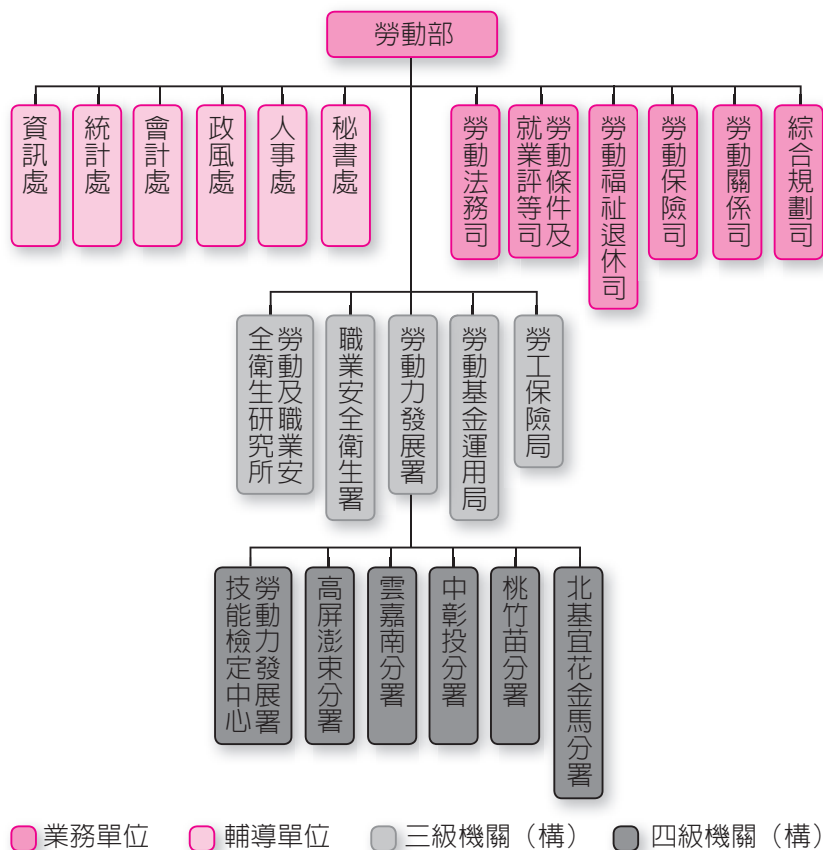 勞動部
資訊處
統計處
會計處
政風處
人事處
秘書處
勞動法務司
勞動條件及
就業評等司
勞動福祉退休司
勞動保險司
勞動關係司
綜合規劃司
勞動及職業安
全衛生研究所
職業安全衛生署
勞動力發展署
勞動基金運用局
勞工保險局
勞動力發展署
技能檢定中心
高屏澎束分署
雲嘉南分署
中彰投分署
桃竹苗分署
北基宜花金馬分署
業務單位
輔導單位
三級機關（構）
四級機關（構）